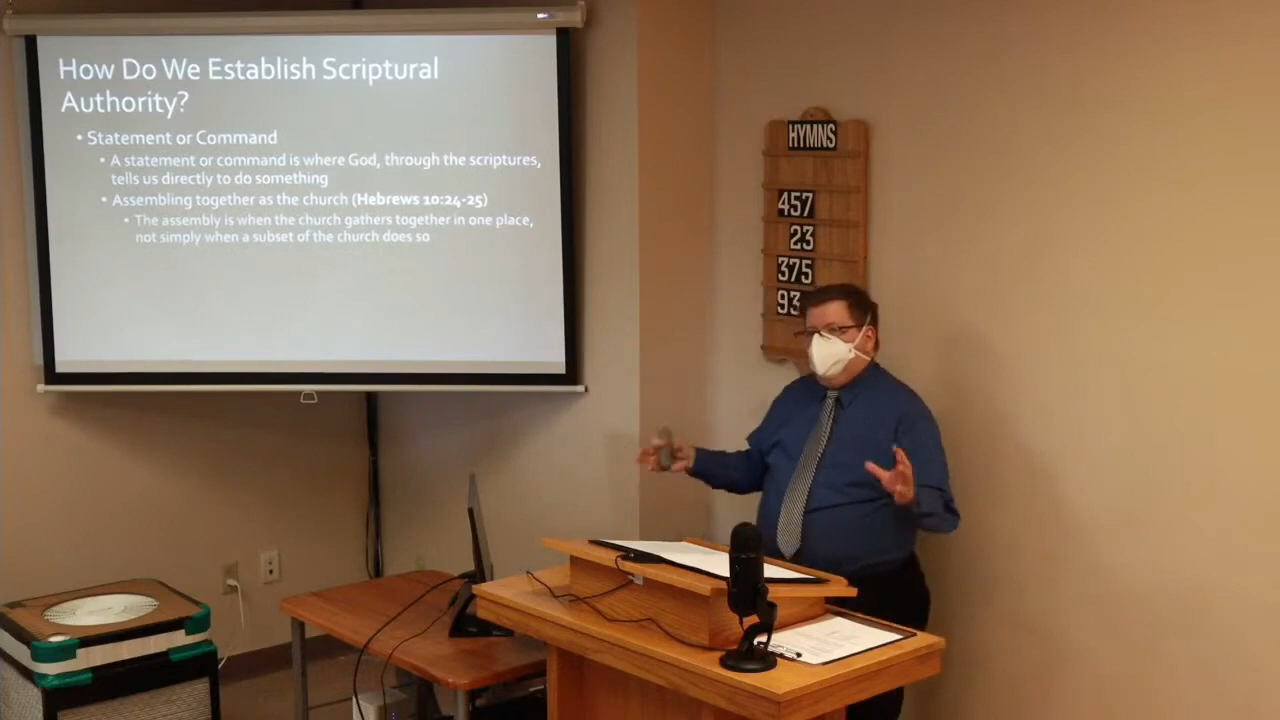 How Do We Establish Scriptural
Authority?
• Statement or Command
• A statement or command is where God, through the scriptures,
tells us directly to do something
• Assembling together as the church (Hebrews 10:24-25)
• The assembly is when the church gathers together in one place,
not simply when a subset of the church does so
HYMNS
457
23
375
93